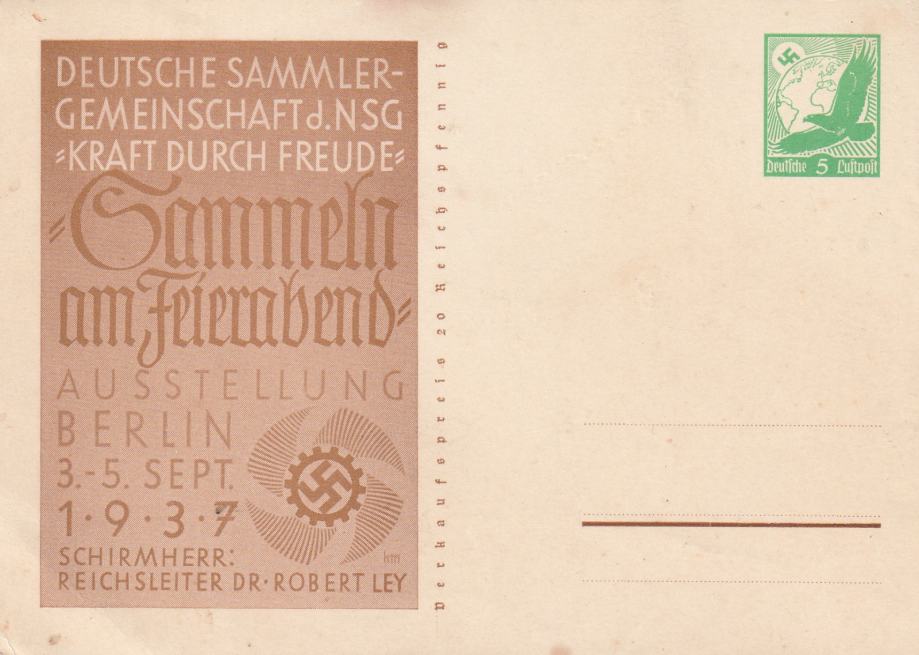 DEUTSCHE SAMMLER-
GEMEINSCHAFT d. NSG
"KRAFT DURCH FREUDE"
"Sammeln
am Feierabend"
AUSSTELLUNG
BERLIN
3.-5. SEPT.
1·9·3·7
SCHIRMHERR:
REICHSLEITER DR·ROBERT LEY
km
Verkaufspreis 20 Reichspfennig
Deutsche 5 Luftpost